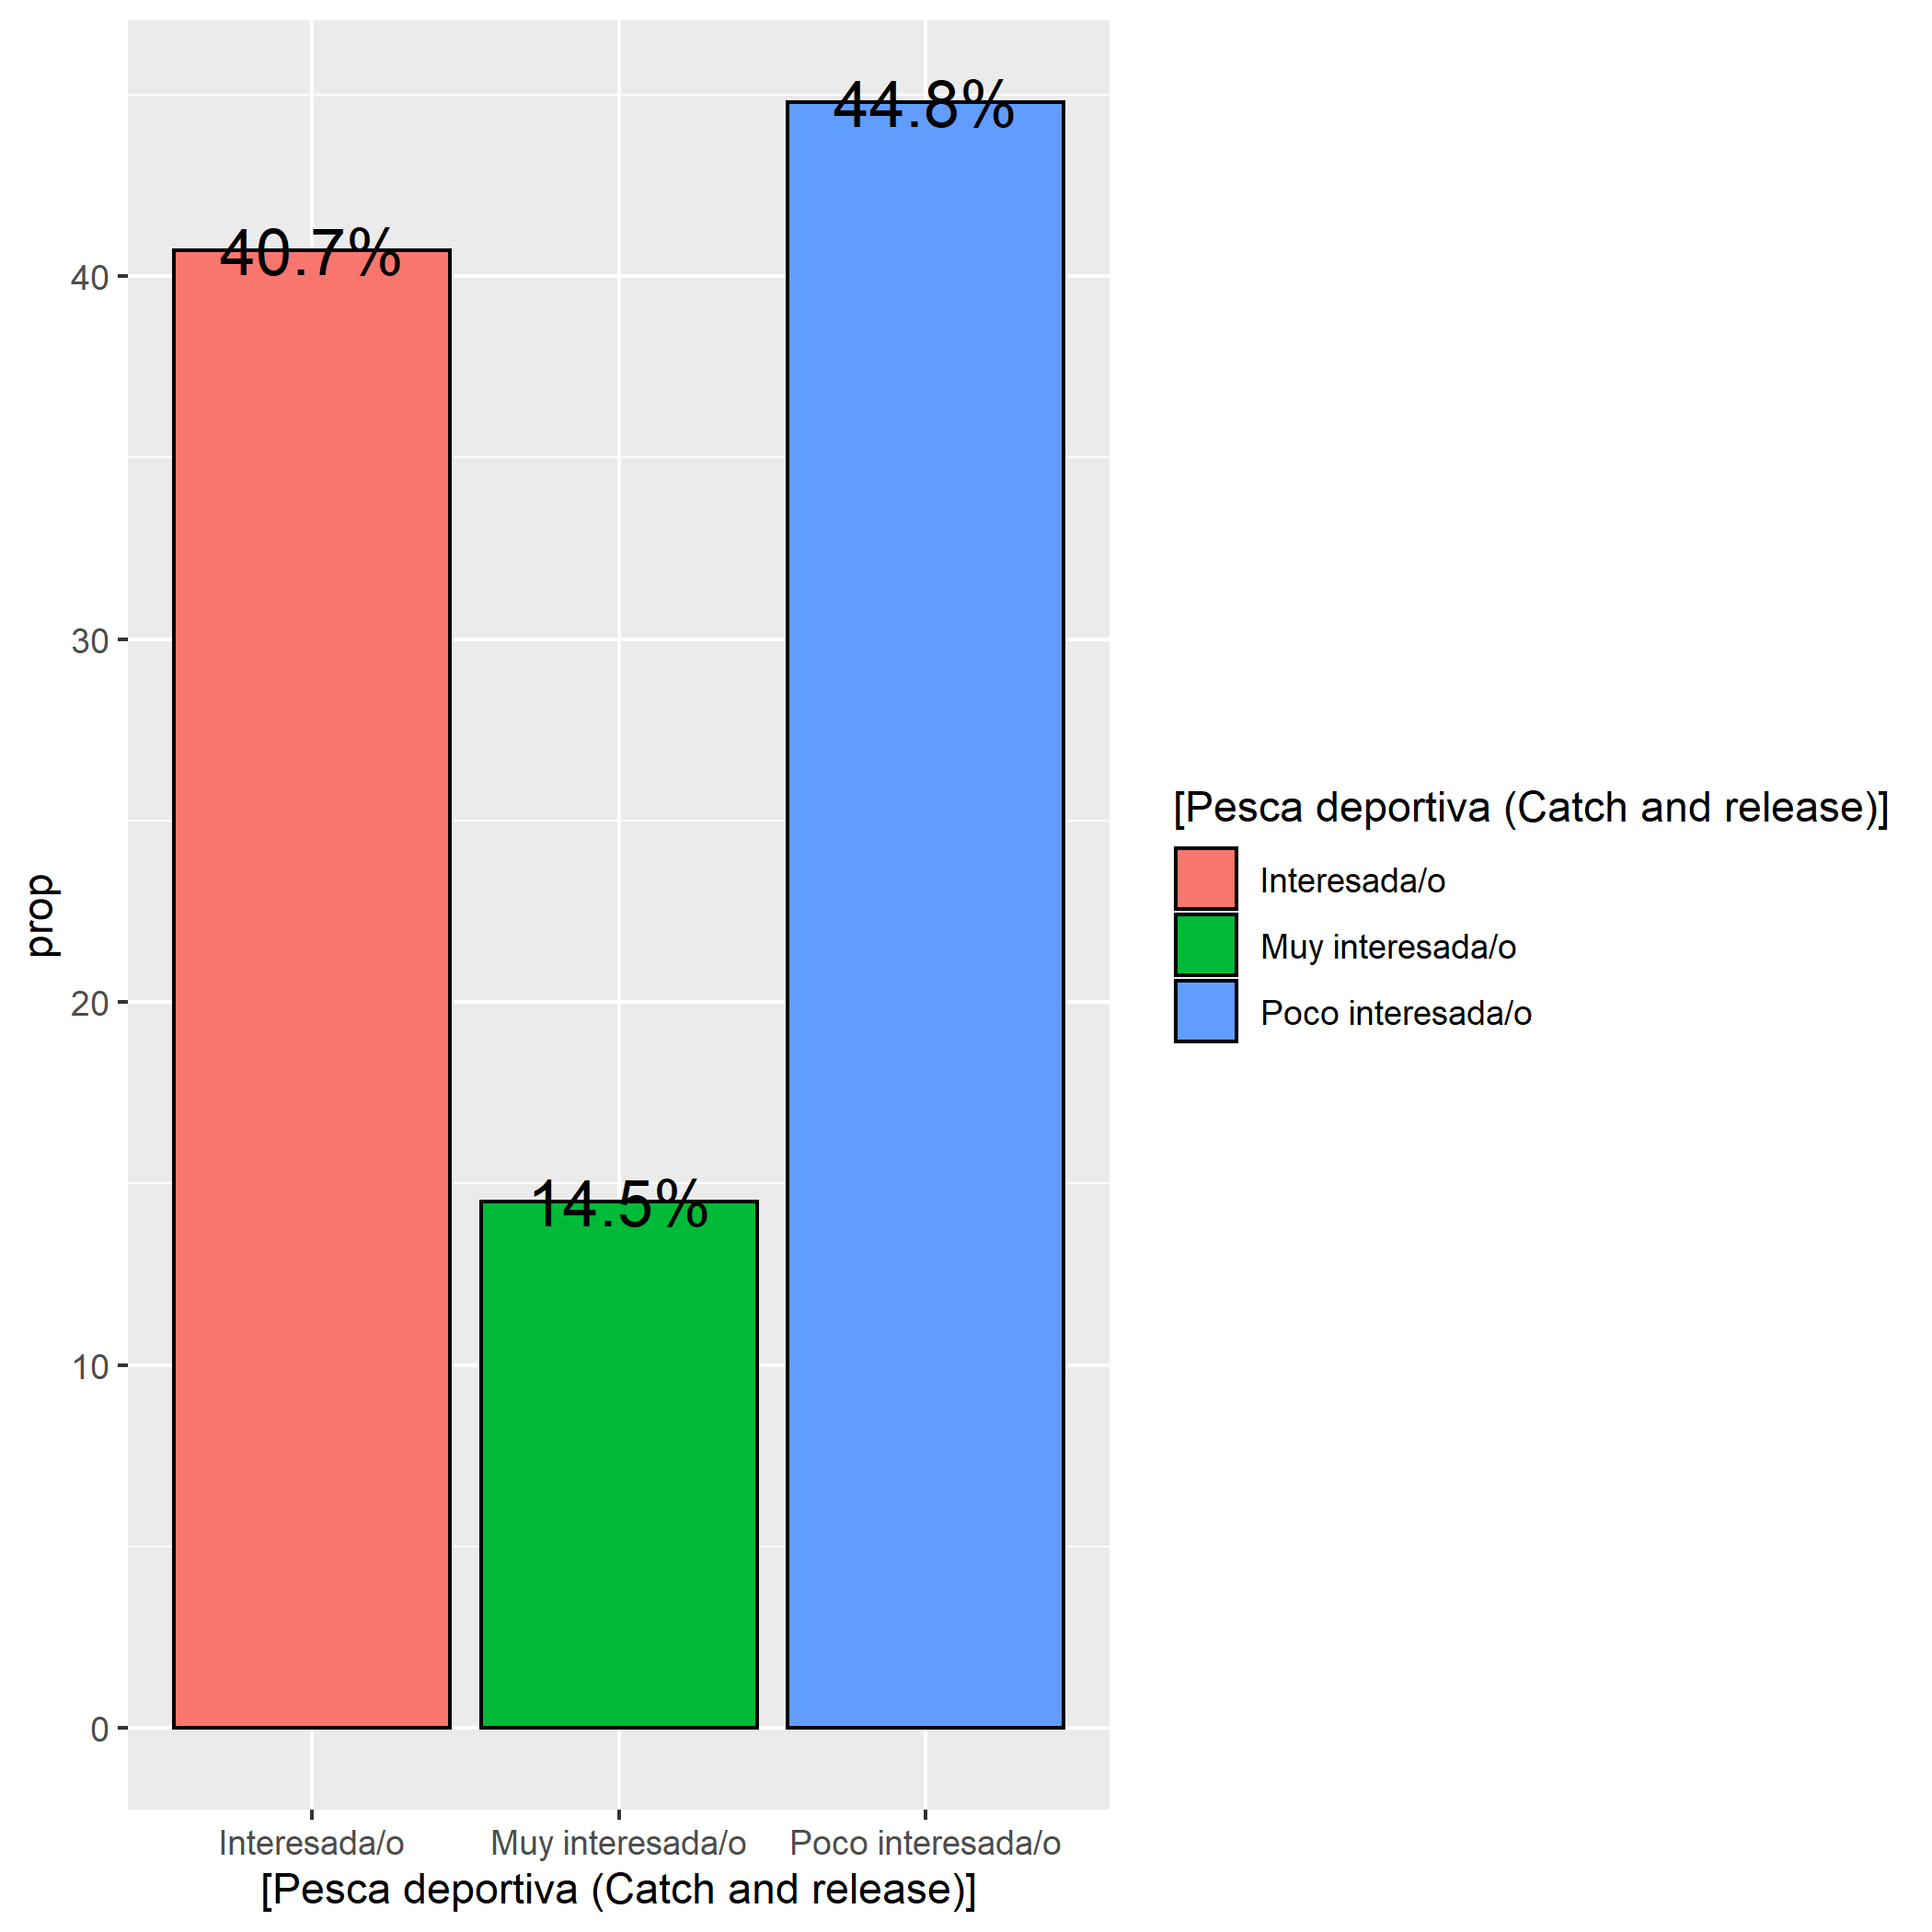 44.8%
40.7%
14.5%
40
30
20
10
0
prop
Interesada/o
Muy interesada/o
Poco interesada/o
[Pesca deportiva (Catch and release)]
[Pesca deportiva (Catch and release)]
Interesada/o
Muy interesada/o
Poco interesada/o